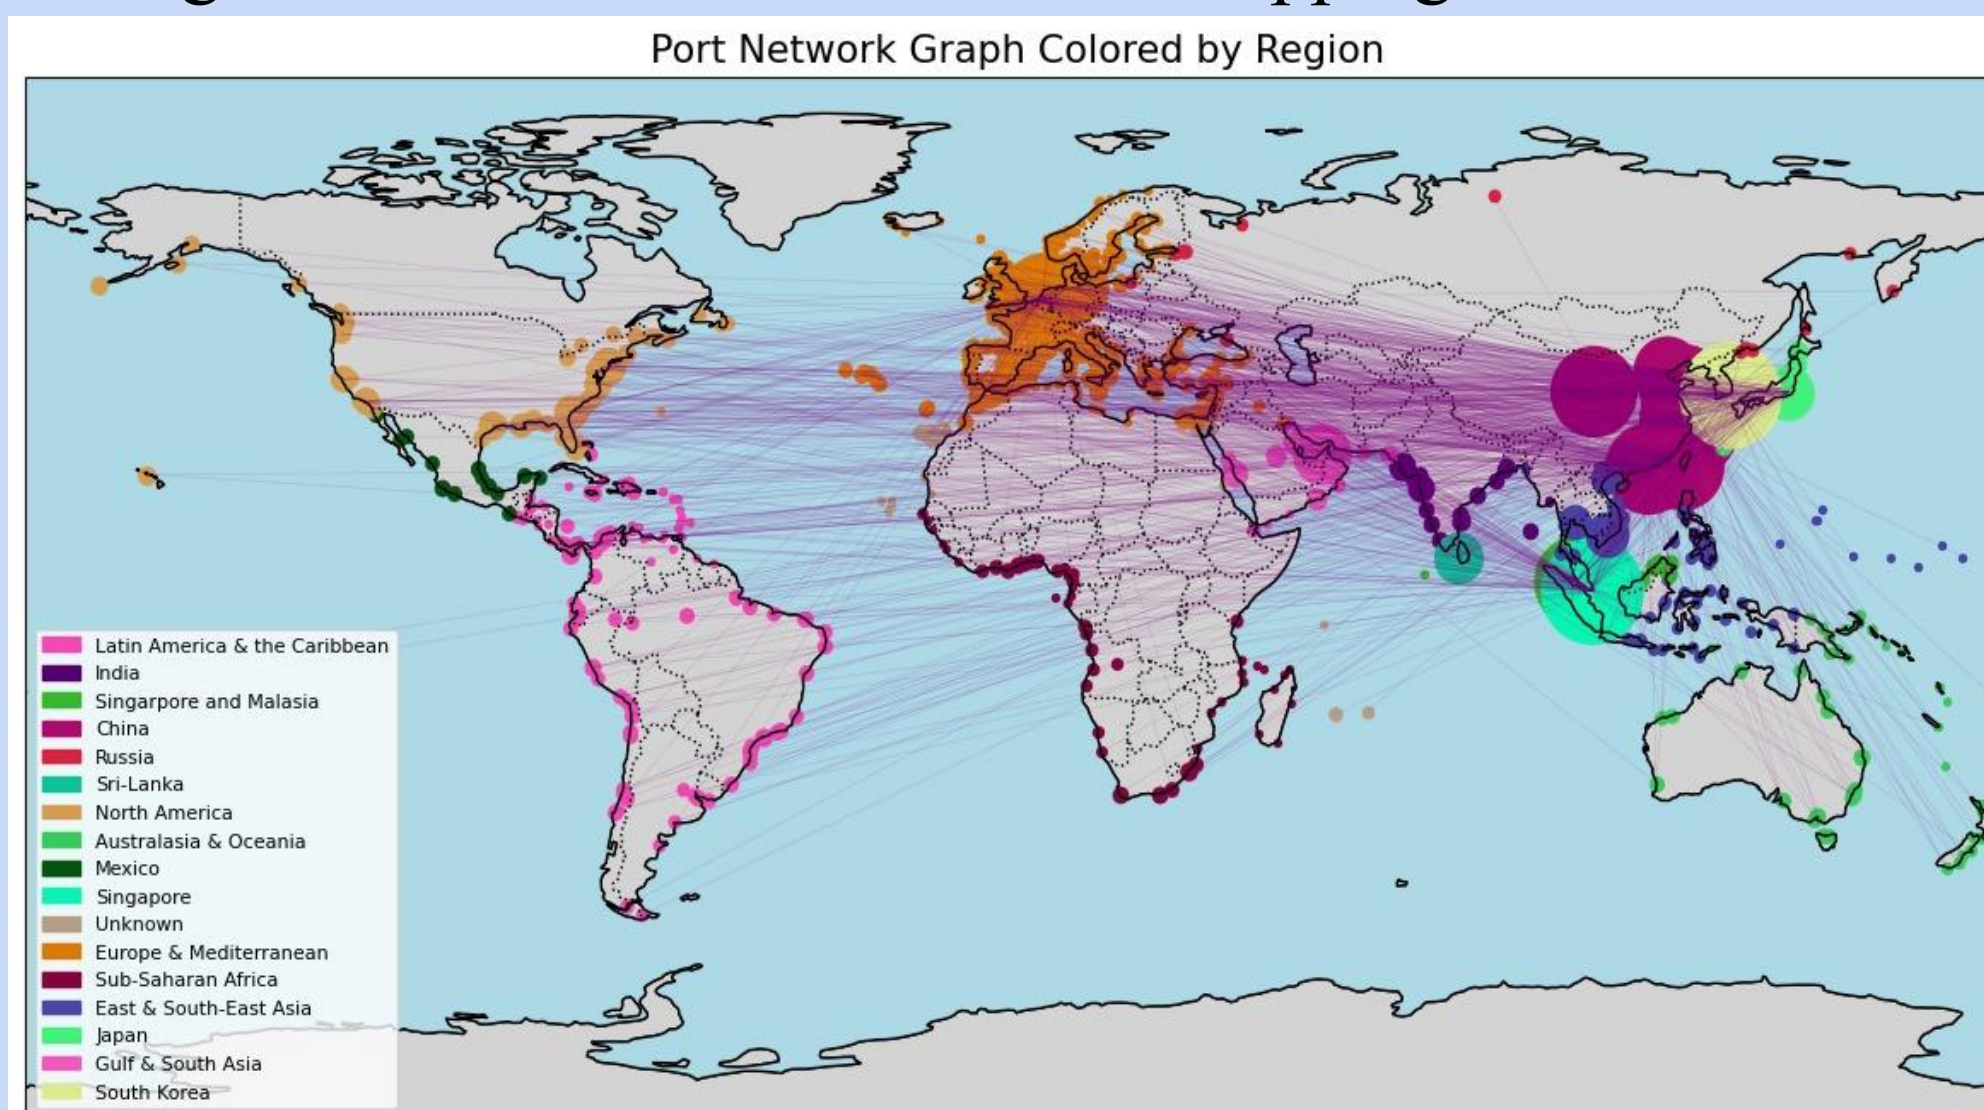 Port Network Graph Colored by Region
Latin America & the Caribbean
India
Singarpore and Malasia
China
Russia
Sri-Lanka
North America
Australasia & Oceania
Mexico
Singapore
Unknown
Europe & Mediterranean
Sub-Saharan Africa
East & South-East Asia
Japan
Gulf & South Asia
South Korea